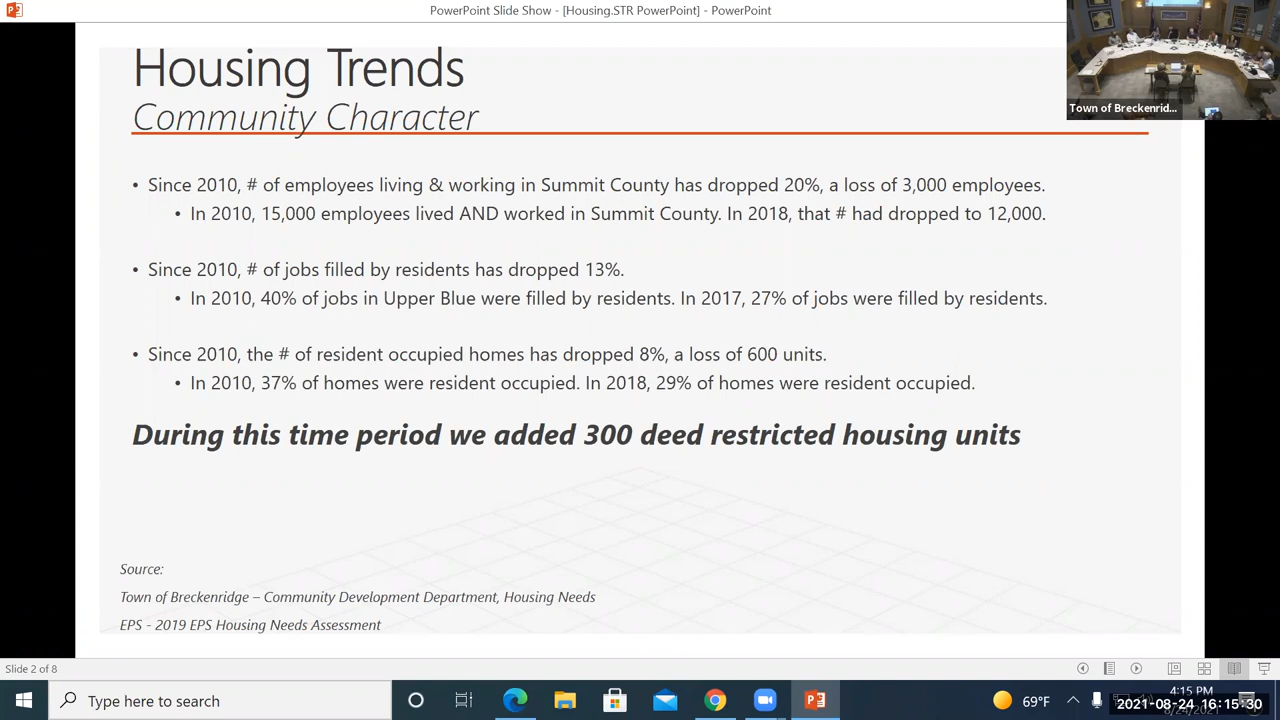 PowerPoint Slide Show - [Housing.STR PowerPoint] - PowerPoint
Town of Breckenrid...
Housing Trends
Community Character
• Since 2010, # of employees living & working in Summit County has dropped 20%, a loss of 3,000 employees.
• In 2010, 15,000 employees lived AND worked in Summit County. In 2018, that # had dropped to 12,000.
• Since 2010, # of jobs filled by residents has dropped 13%.
• In 2010, 40% of jobs in Upper Blue were filled by residents. In 2017, 27% of jobs were filled by residents.
• Since 2010, the # of resident occupied homes has dropped 8%, a loss of 600 units.
• In 2010, 37% of homes were resident occupied. In 2018, 29% of homes were resident occupied.
During this time period we added 300 deed restricted housing units
Source:
Town of Breckenridge – Community Development Department, Housing Needs
EPS - 2019 EPS Housing Needs Assessment
Slide 2 of 8
Type here to search
69°F
4:15 PM
2021-08-24 16:15:30